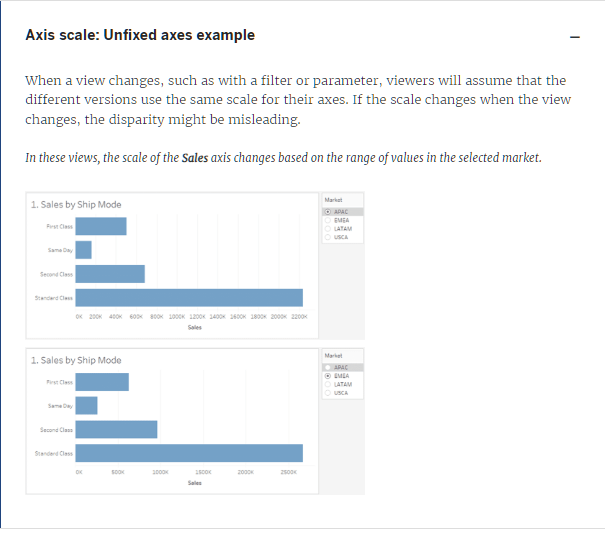 Axis scale: Unfixed axes example
When a view changes, such as with a filter or parameter, viewers will assume that the
different versions use the same scale for their axes. If the scale changes when the view
changes, the disparity might be misleading.
In these views, the scale of the Sales axis changes based on the range of values in the selected market.
1. Sales by Ship Mode
First Class
Same Day
Second Class
Standard Class
0K 200K 400K 600K 800K 1000K 1200K 1400K 1600K 1800K 2000K 2200K
Sales
Market
APAC
EMEA
LATAM
USCA
1. Sales by Ship Mode
First Class
Same Day
Second Class
Standard Class
0K 500K 1000K 1500K 2000K 2500K
Sales
Market
APAC
EMEA
LATAM
USCA